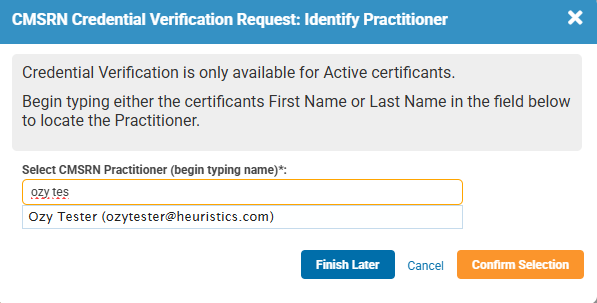 CMSRN Credential Verification Request: Identify Practitioner
Credential Verification is only available for Active certificants.
Begin typing either the certificants First Name or Last Name in the field below
to locate the Practitioner.
Select CMSRN Practitioner (begin typing name)*:
ozy tes
Ozy Tester (ozytester@heuristics.com)
Finish Later Cancel Confirm Selection